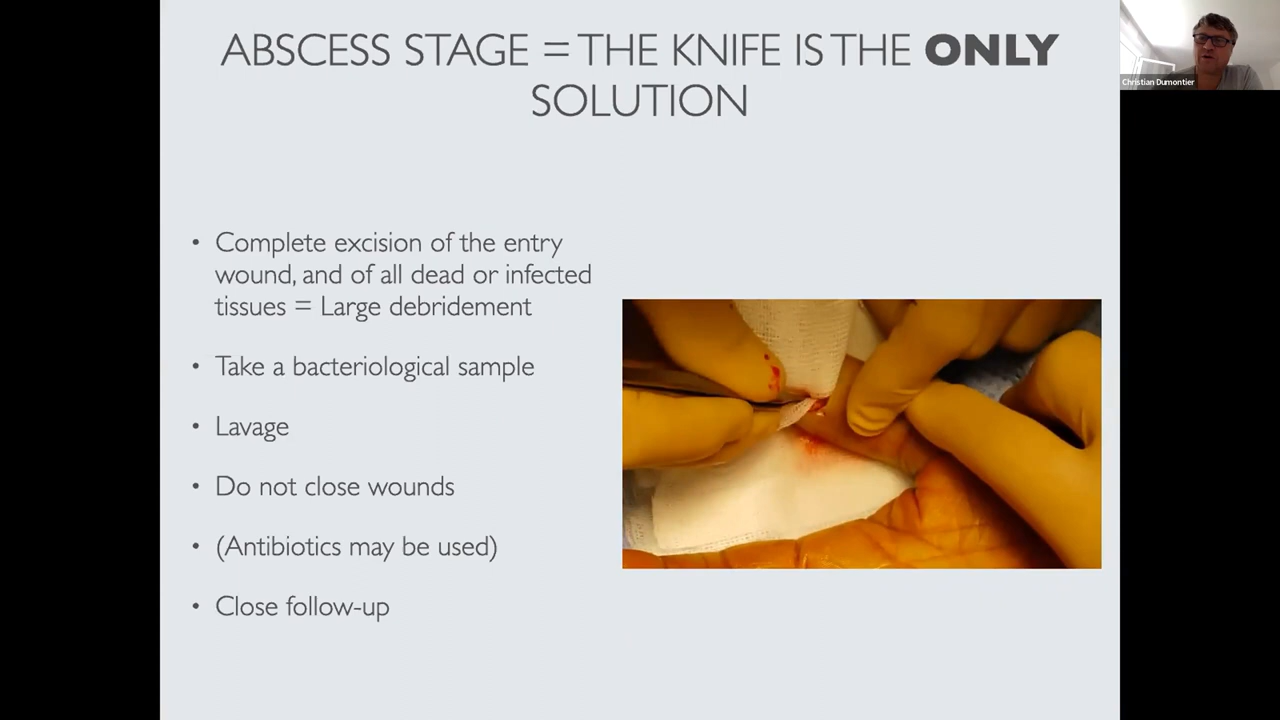 ABSCESS STAGE = THE KNIFE IS THE ONLY
SOLUTION
Christian Dumontier
• Complete excision of the entry
wound, and of all dead or infected
tissues = Large debridement
• Take a bacteriological sample
• Lavage
• Do not close wounds
• (Antibiotics may be used)
• Close follow-up